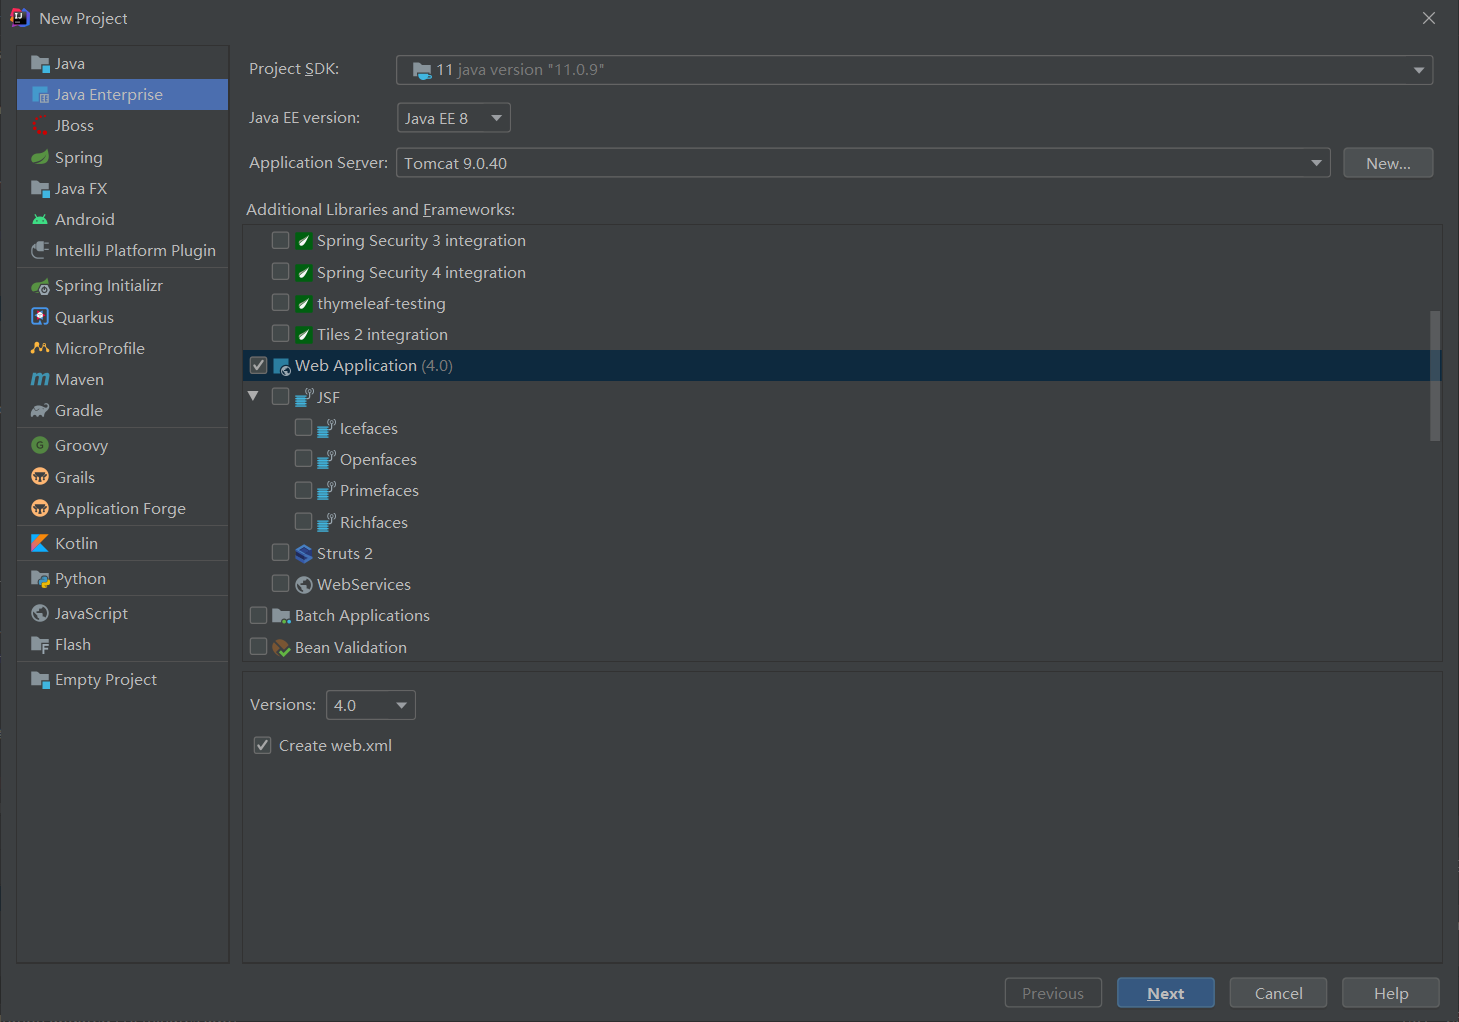 New Project
Java
Java Enterprise
JBoss
Spring
Java FX
Android
IntelliJ Platform Plugin
Spring Initializr
Quarkus
MicroProfile
Maven
Gradle
Groovy
Grails
Application Forge
Kotlin
Python
JavaScript
Flash
Empty Project
Project SDK: 11 java version "11.0.9"
Java EE version: Java EE 8
Application Server: Tomcat 9.0.40 New...
Additional Libraries and Frameworks:
Spring Security 3 integration
Spring Security 4 integration
thymeleaf-testing
Tiles 2 integration
Web Application (4.0)
JSF
Icefaces
Openfaces
Primefaces
Richfaces
Struts 2
WebServices
Batch Applications
Bean Validation
Versions: 4.0
Create web.xml
Previous Next Cancel Help